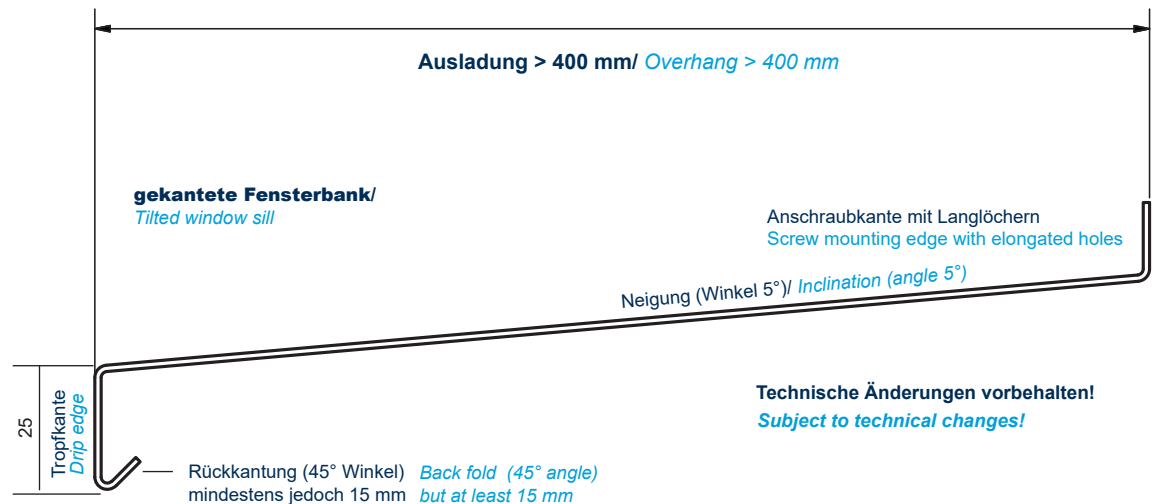 Ausladung > 400 mm/ Overhang > 400 mm
gekantete Fensterbank/
Tilted window sill
Anschraubkante mit Langlöchern
Screw mounting edge with elongated holes
Neigung (Winkel 5°)/ Inclination (angle 5°)
25
Tropfkante
Drip edge
Technische Änderungen vorbehalten!
Subject to technical changes!
Rückkantung (45° Winkel) Back fold (45° angle)
mindestens jedoch 15 mm but at least 15 mm